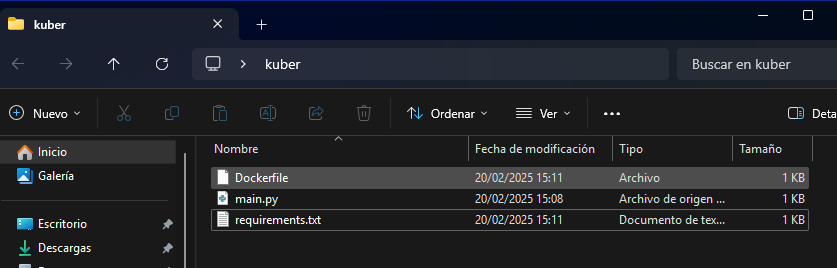 kuber
kuber
Buscar en kuber
Nuevo
Ordenar
Ver
Deta
Inicio
Galería
Escritorio
Descargas
Nombre Fecha de modificación Tipo Tamaño
Dockerfile 20/02/2025 15:11 Archivo 1 KB
main.py 20/02/2025 15:08 Archivo de origen ... 1 KB
requirements.txt 20/02/2025 15:11 Documento de tex... 1 KB